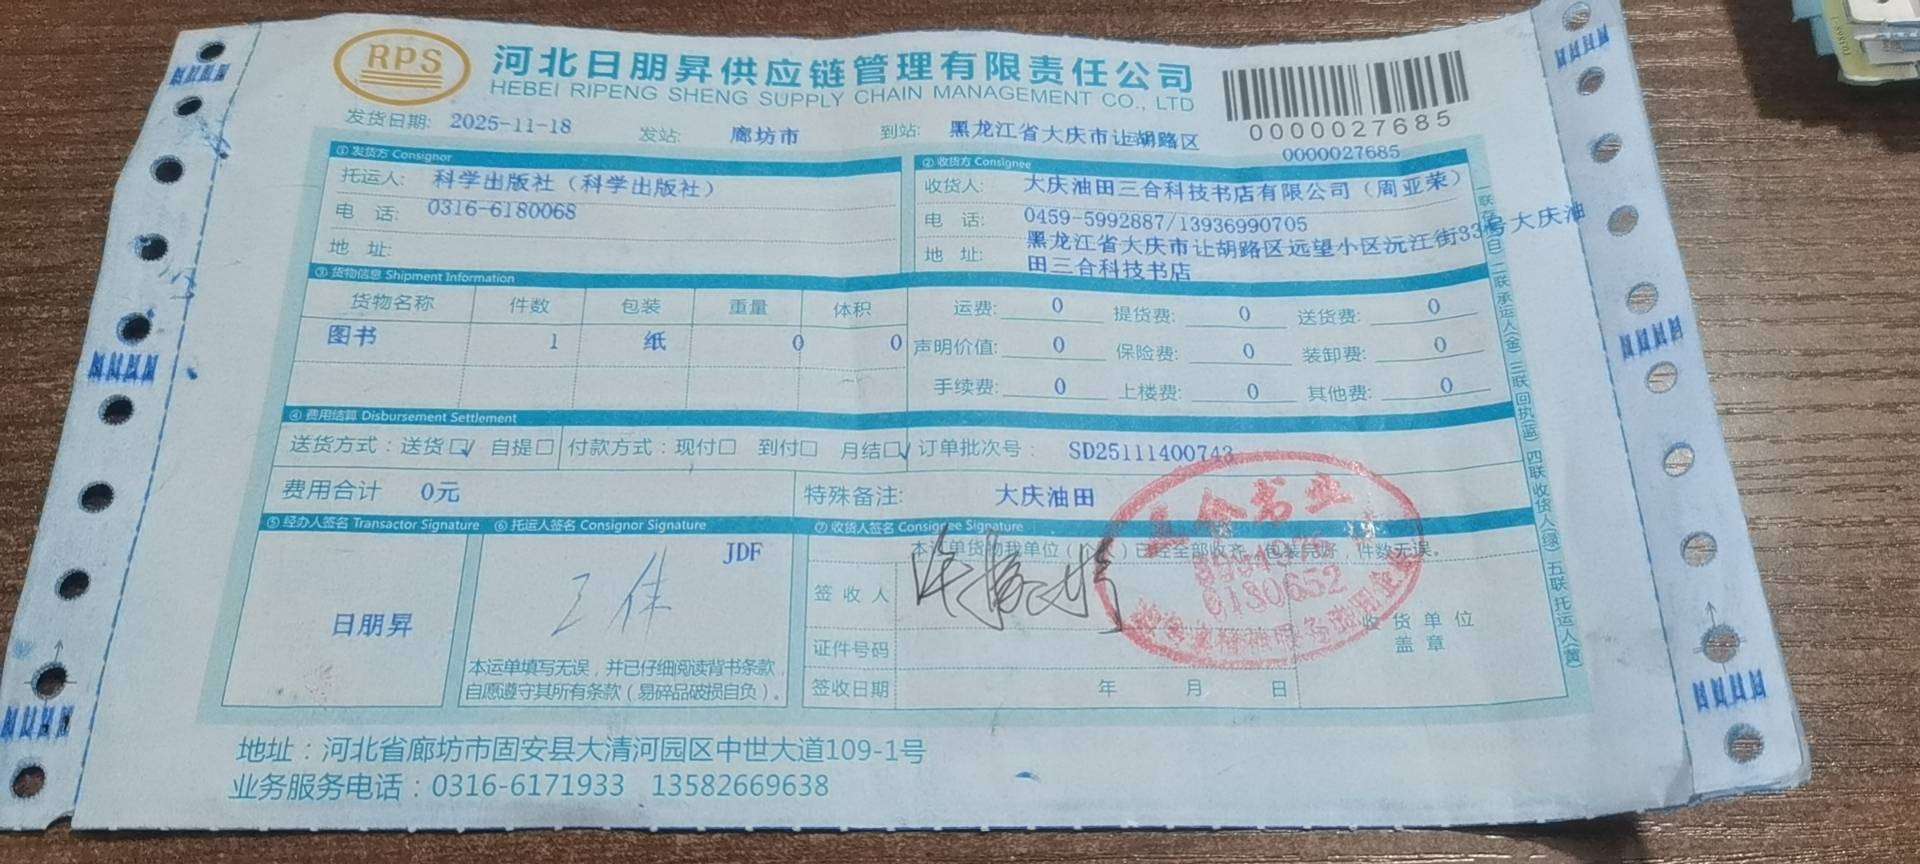 RPS
河北日朋昇供应链管理有限责任公司
HEBEI RIPENG SHENG SUPPLY CHAIN MANAGEMENT CO., LTD
0000027685
0000027685
发货日期: 2025-11-18 发站: 廊坊市 到站: 黑龙江省大庆市让胡路区
①发货方 Consignor
托运人: 科学出版社（科学出版社）
电 话: 0316-6180068
地 址:
②收货方 Consignee
收货人: 大庆油田三合科技书店有限公司（周亚荣）
电 话: 0459-5992887/13936990705
地 址: 黑龙江省大庆市让胡路区远望小区沅江街33号大庆油
田三合科技书店
③货物信息 Shipment Information
货物名称 件数 包装 重量 体积
图书 1 纸 0 0
运费: 0 提货费: 0 送货费: 0
声明价值: 0 保险费: 0 装卸费: 0
手续费: 0 上楼费: 0 其他费: 0
④费用结算 Disbursement Settlement
送货方式：送货☑ 自提□ 付款方式：现付□ 到付□ 月结☑ 订单批次号： SD25111400743
费用合计 0元 特殊备注: 大庆油田
⑤经办人签名 Transactor Signature
日朋昇
⑥托运人签名 Consignor Signature
JDF
本运单填写无误，并已仔细阅读背书条款，
自愿遵守其所有条款（易碎品破损自负）。
⑦收货人签名 Consignee Signature
签收人
证件号码
签收日期 年 月 日
货单位
盖章
6180652
二联承运人(金) 三联回执(蓝) 四联收货人(绿) 五联托运人(黄)
地址：河北省廊坊市固安县大清河园区中世大道109-1号
业务服务电话：0316-6171933 13582669638